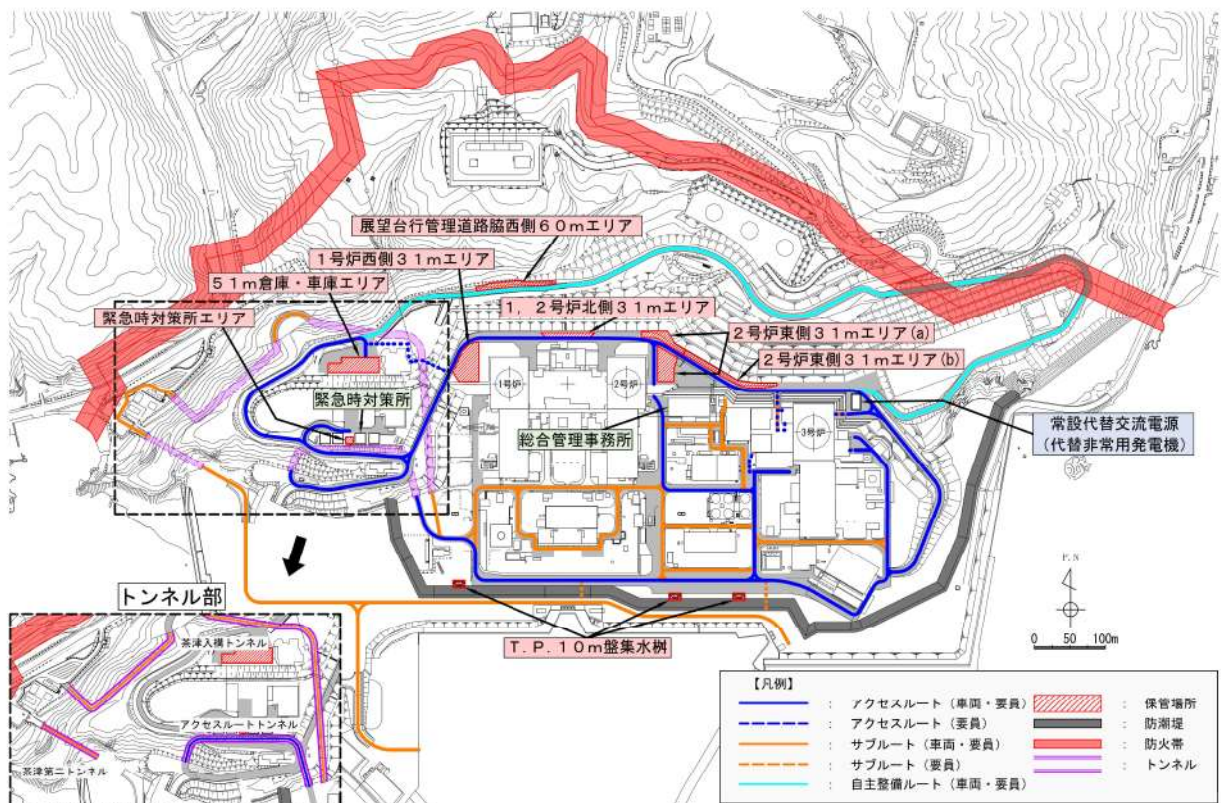 展望台行管理道路脇西側60mエリア
1号炉西側31mエリア
51m倉庫・車庫エリア
緊急時対策所エリア
1,2号炉北側31mエリア
2号炉東側31mエリア(a)
2号炉東側31mエリア(b)
緊急時対策所
1号炉
2号炉
3号炉
総合管理事務所
常設代替交流電源
(代替非常用発電機)
トンネル部
茶津入構トンネル
アクセスルートトンネル
茶津第二トンネル
T.P.10m盤集水桝
P.N
0 50 100m
【凡例】
: アクセスルート(車両・要員)
: アクセスルート(要員)
: サブルート(車両・要員)
: サブルート(要員)
: 自主整備ルート(車両・要員)
: 保管場所
: 防潮堤
: 防火帯
: トンネル